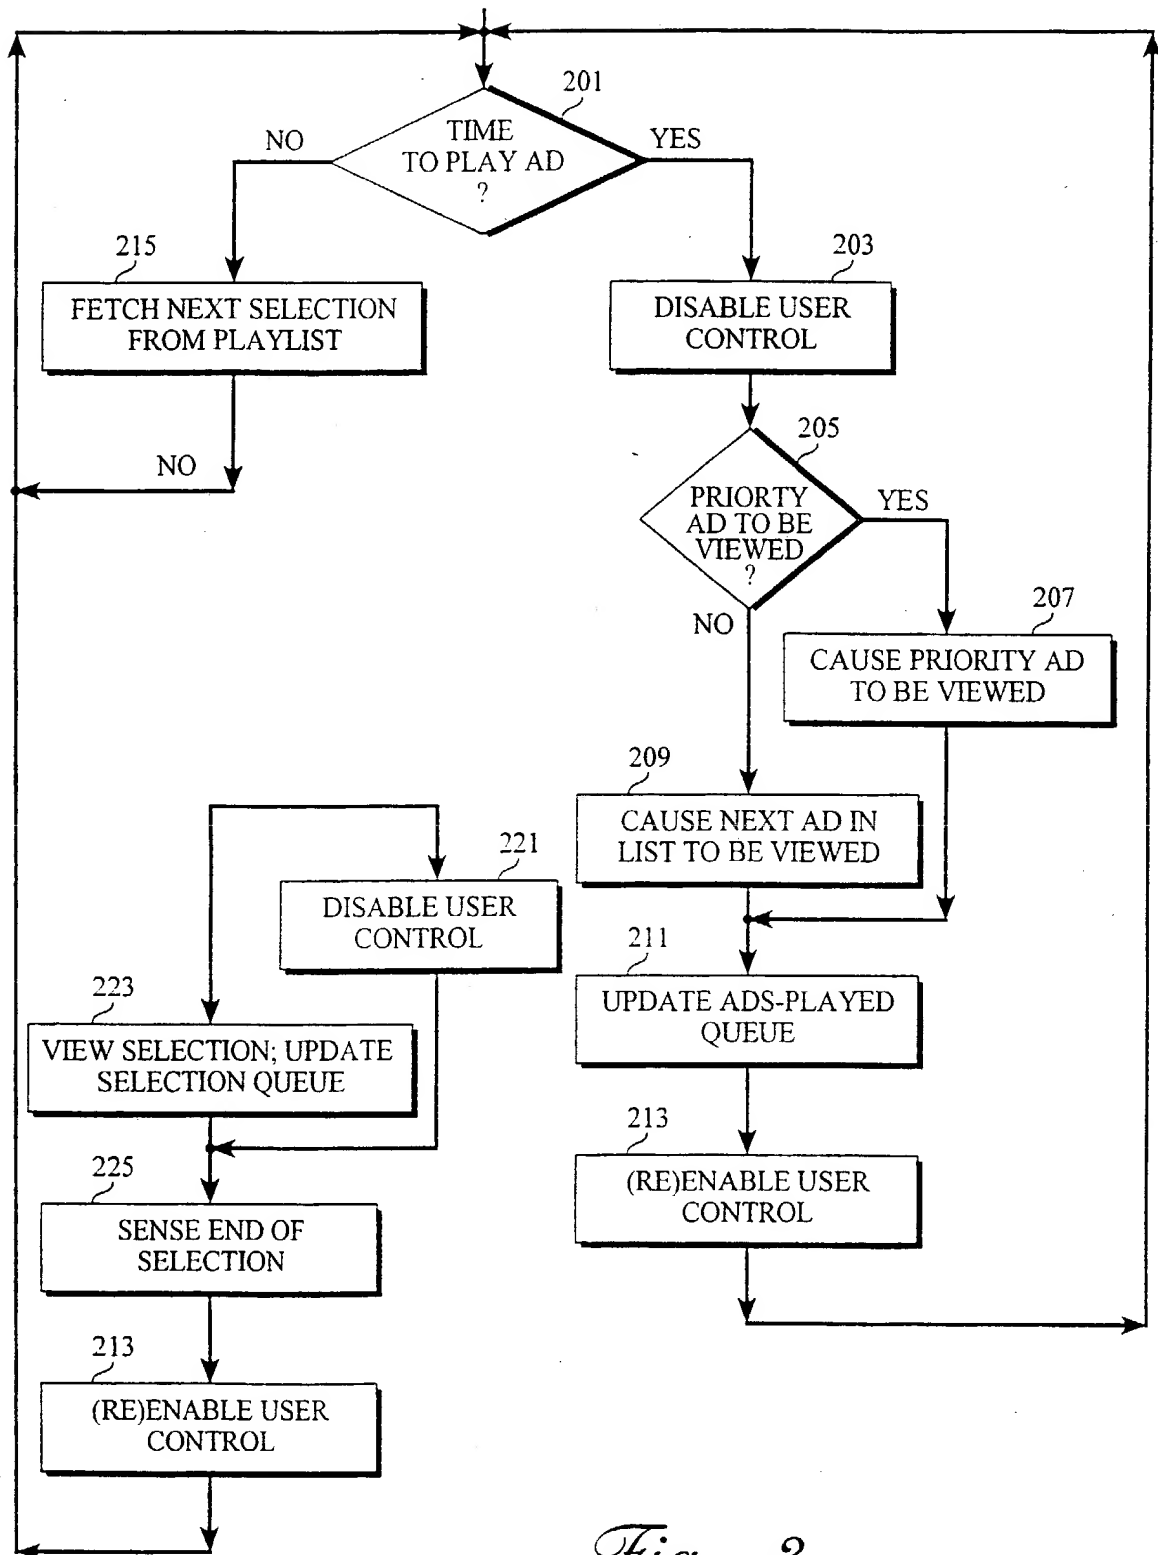 201
TIME
TO PLAY AD
?
NO
YES
215
FETCH NEXT SELECTION
FROM PLAYLIST
203
DISABLE USER
CONTROL
NO
205
PRIORTY
AD TO BE
VIEWED
?
YES
NO
207
CAUSE PRIORITY AD
TO BE VIEWED
209
CAUSE NEXT AD IN
LIST TO BE VIEWED
221
DISABLE USER
CONTROL
211
UPDATE ADS-PLAYED
QUEUE
223
VIEW SELECTION; UPDATE
SELECTION QUEUE
213
(RE)ENABLE USER
CONTROL
225
SENSE END OF
SELECTION
213
(RE)ENABLE USER
CONTROL
Fig.